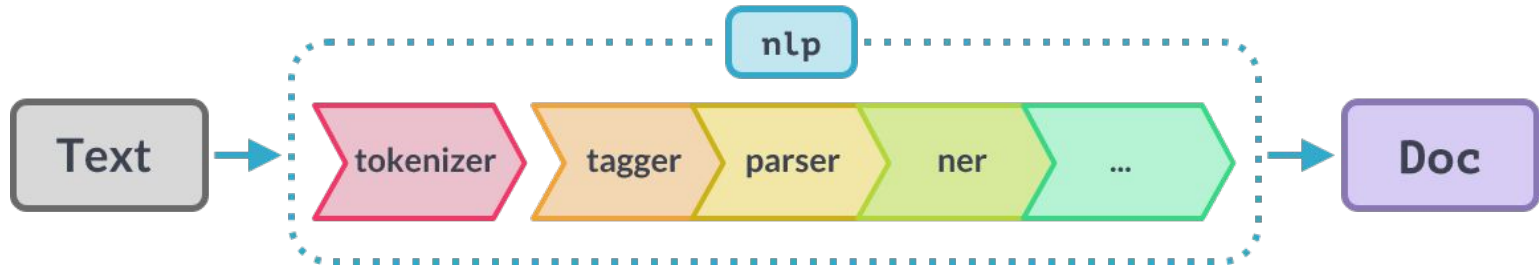 nlp
Text
tokenizer
tagger
parser
ner
...
Doc